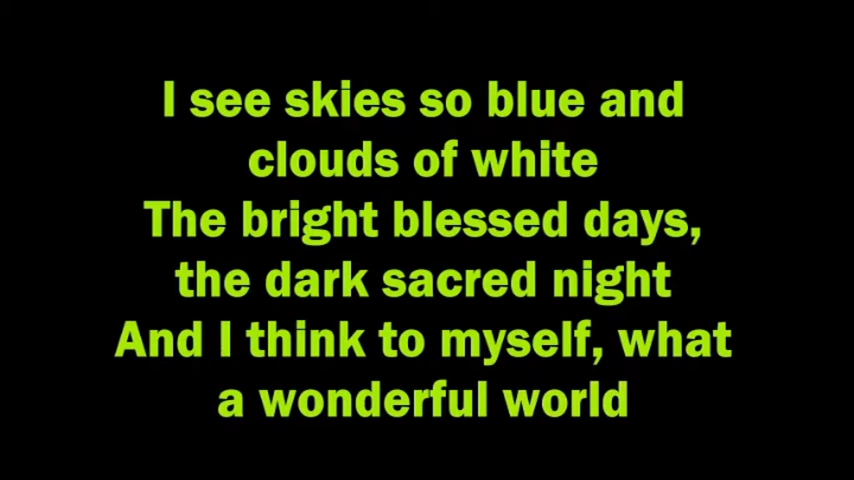 I see skies so blue and
clouds of white
The bright blessed days,
the dark sacred night
And I think to myself, what
a wonderful world